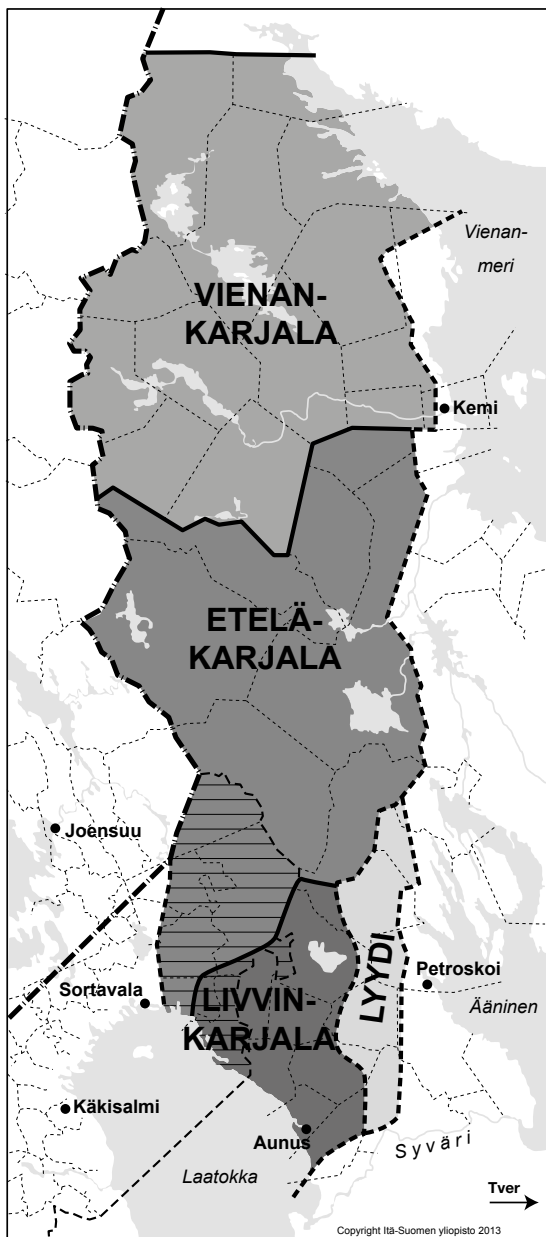 Vienan-
meri
VIENAN-
KARJALA
Kemi
ETELÄ-
KARJALA
Joensuu
LYYDI
Petroskoi
Sortavala
LIVVIN-
KARJALA
Ääninen
Käkisalmi
Aunus
Syväri
Laatokka
Tver
Copyright Itä-Suomen yliopisto 2013